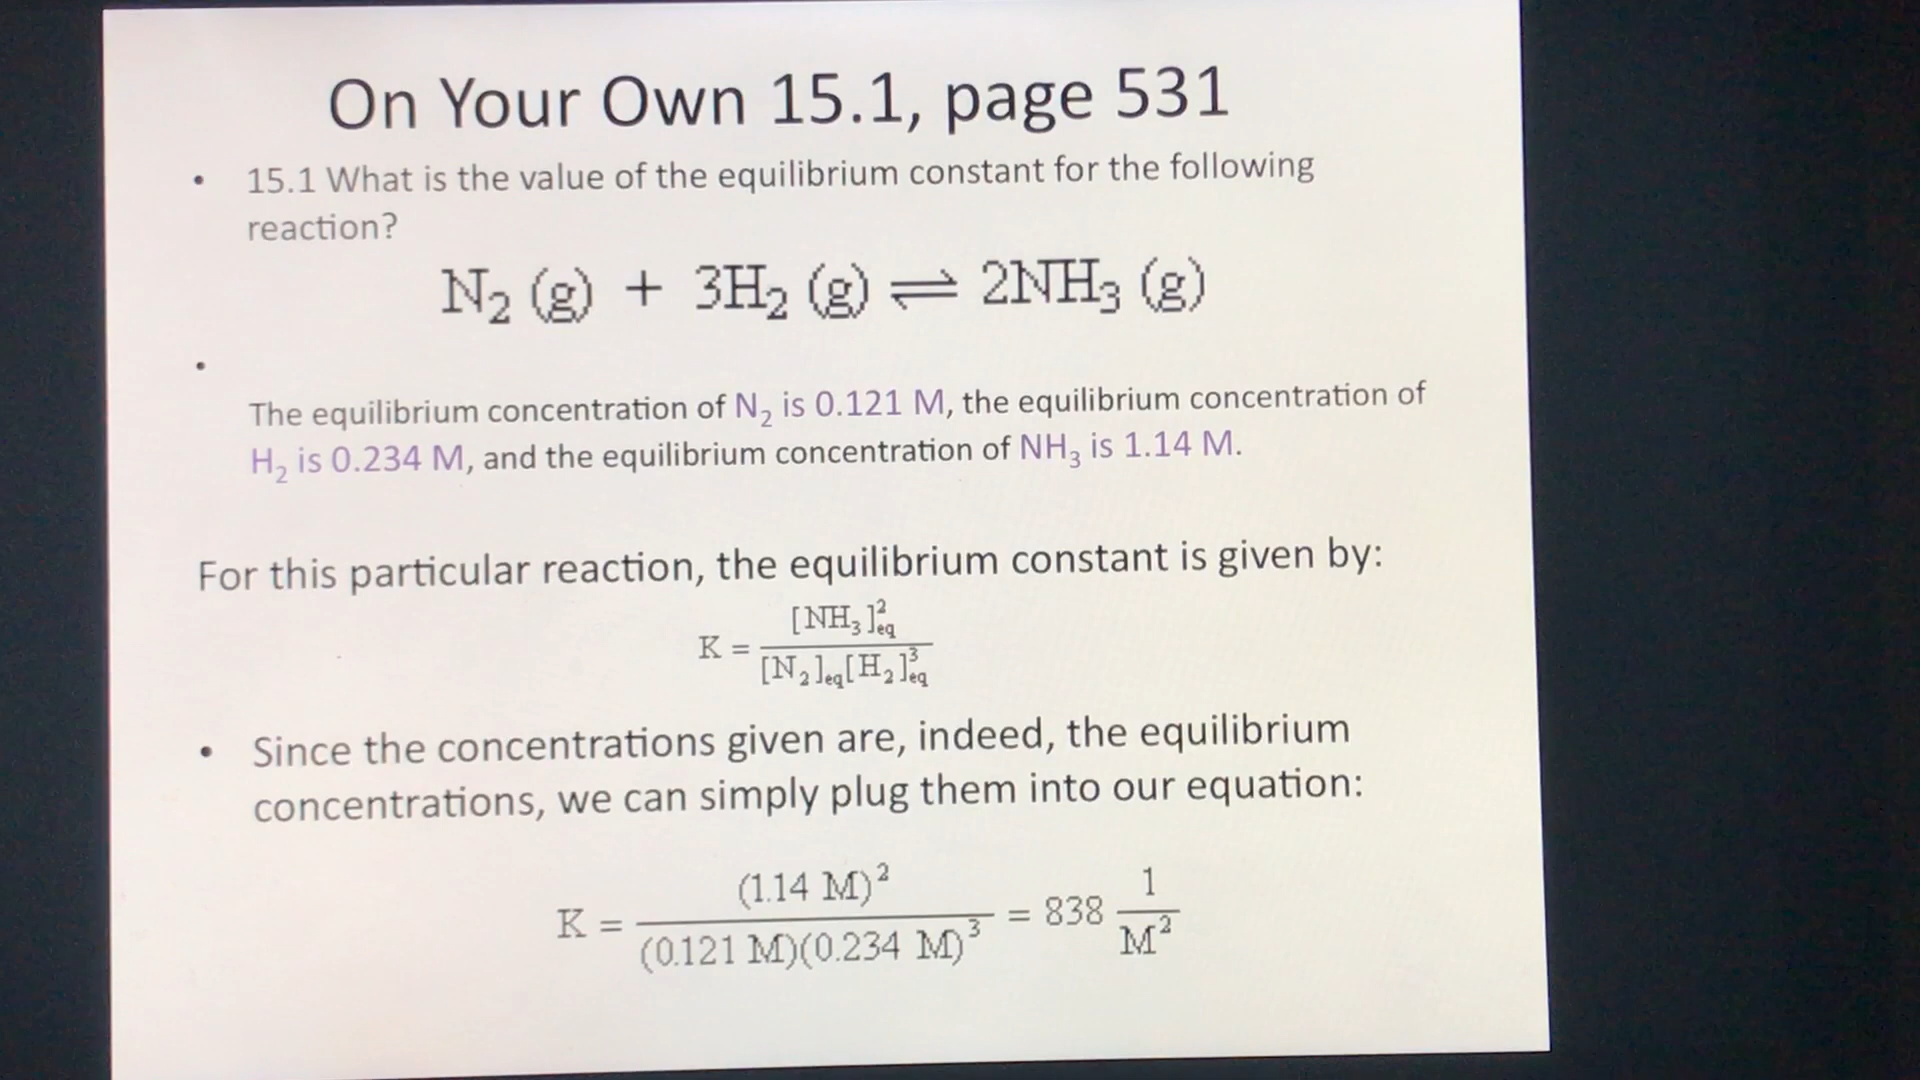 On Your Own 15.1, page 531
• 15.1 What is the value of the equilibrium constant for the following
reaction?
N₂ (g) + 3H₂ (g) ⇌ 2NH₃ (g)
•
The equilibrium concentration of N₂ is 0.121 M, the equilibrium concentration of
H₂ is 0.234 M, and the equilibrium concentration of NH₃ is 1.14 M.
For this particular reaction, the equilibrium constant is given by:
K = [NH₃]²eq / [N₂]eq[H₂]³eq
• Since the concentrations given are, indeed, the equilibrium
concentrations, we can simply plug them into our equation:
K = (1.14 M)² / (0.121 M)(0.234 M)³ = 838 1/M²